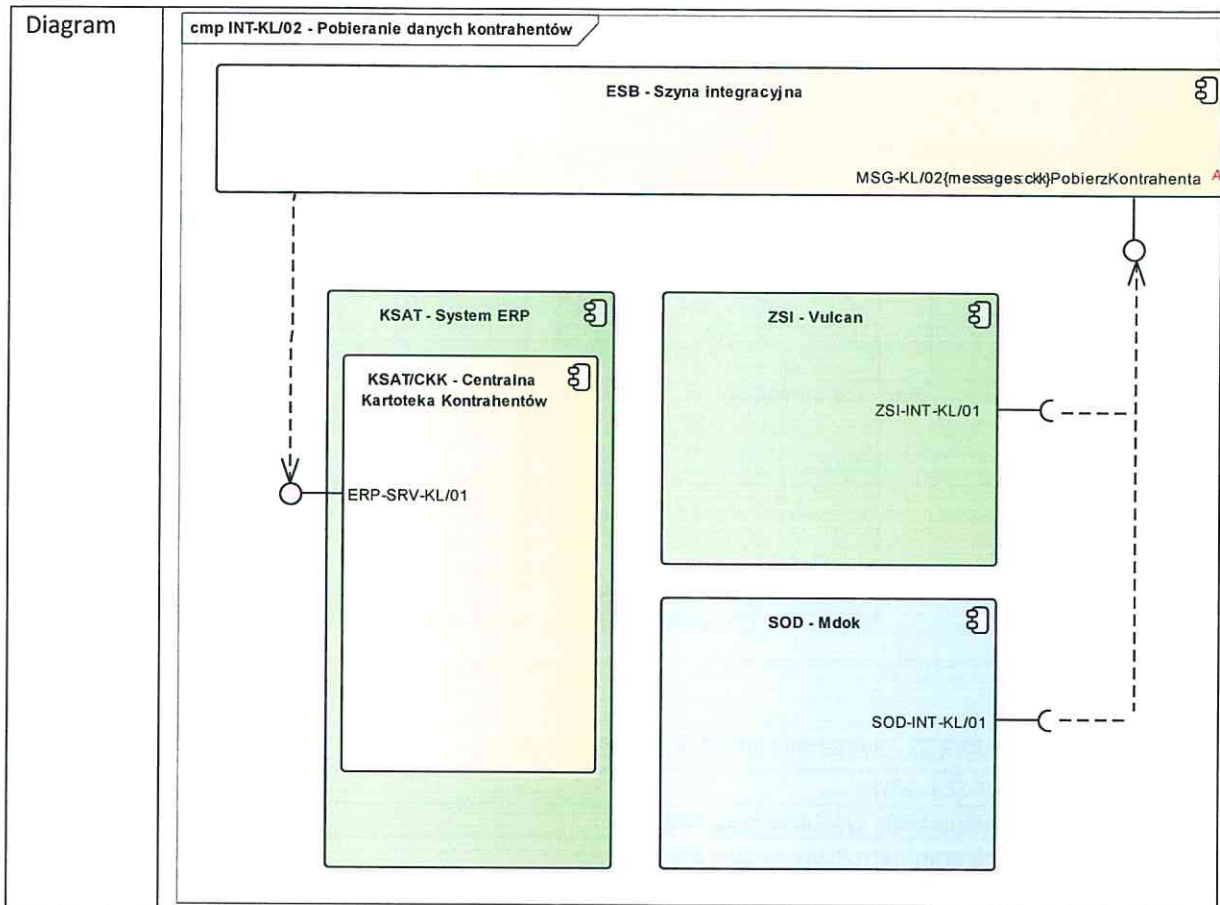 Diagram
cmp INT-KL/02 - Pobieranie danych kontrahentów
ESB - Szyna integracyjna
MSG-KL/02{messages:ckk}PobierzKontrahenta
A
KSAT - System ERP
KSAT/CKK - Centralna
Kartoteka Kontrahentów
ERP-SRV-KL/01
ZSI - Vulcan
ZSI-INT-KL/01
SOD - Mdok
SOD-INT-KL/01